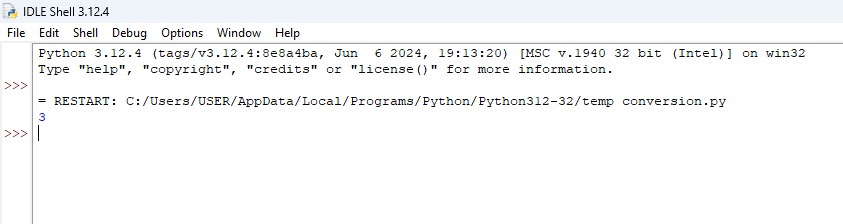 IDLE Shell 3.12.4
File Edit Shell Debug Options Window Help
Python 3.12.4 (tags/v3.12.4:8e8a4ba, Jun  6 2024, 19:13:20) [MSC v.1940 32 bit (Intel)] on win32
Type "help", "copyright", "credits" or "license()" for more information.
>>>
= RESTART: C:/Users/USER/AppData/Local/Programs/Python/Python312-32/temp conversion.py
3
>>>